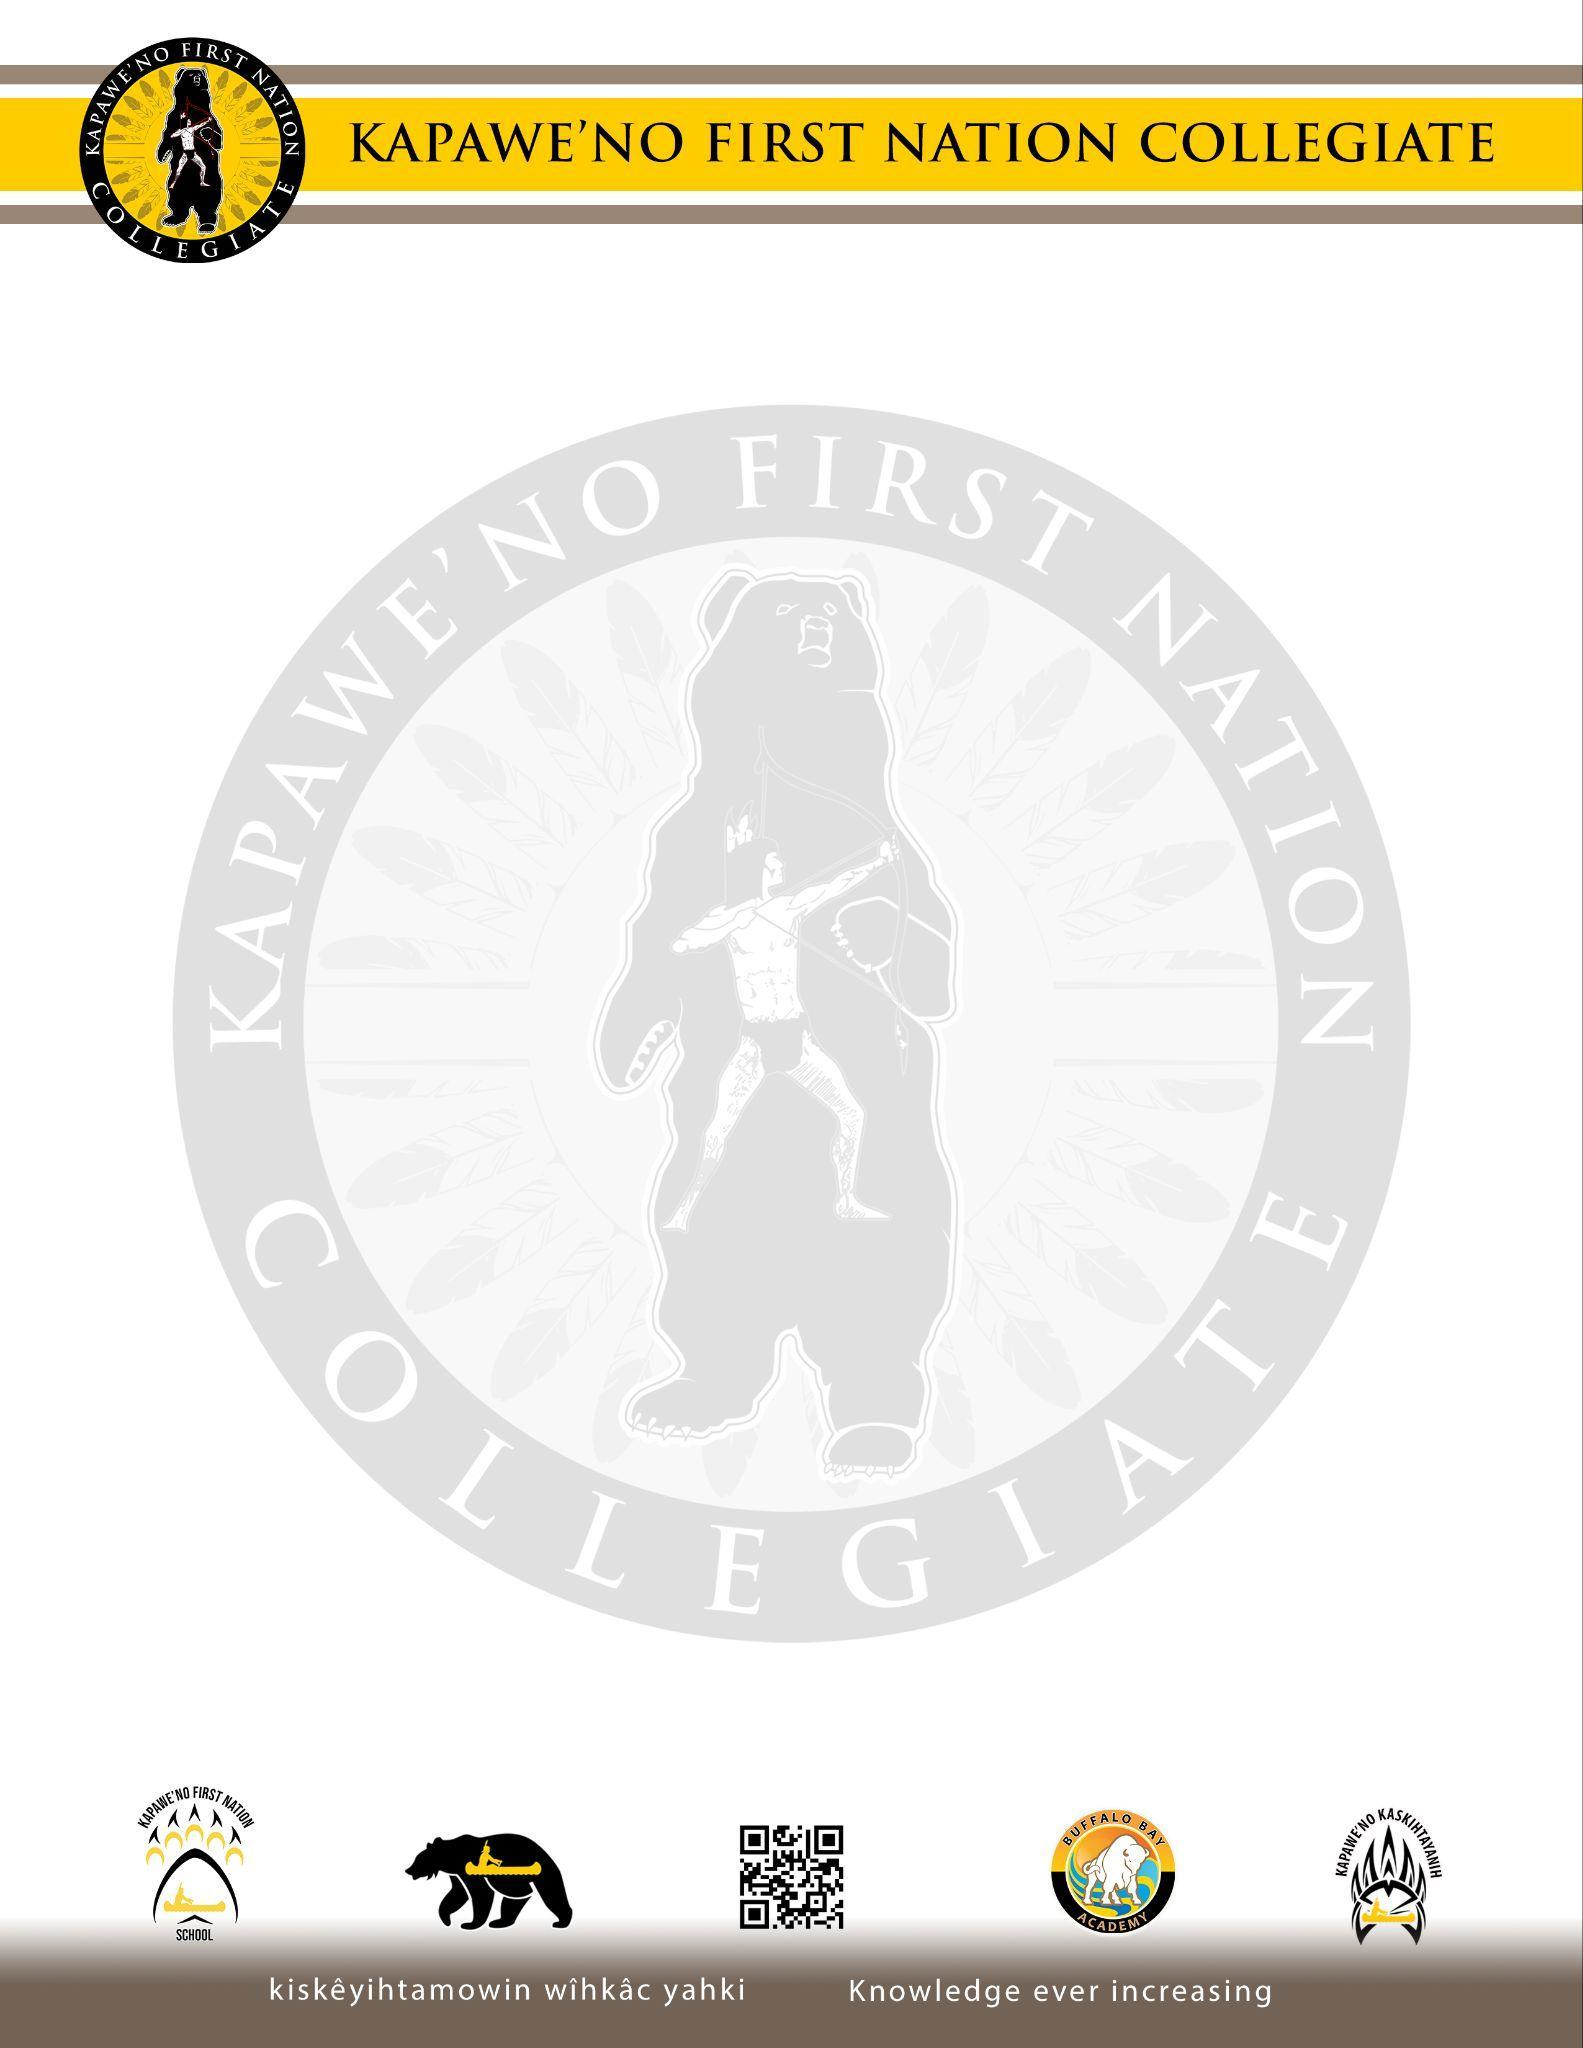 KAPAWE'NO FIRST NATION
COLLEGIATE
KAPAWE’NO FIRST NATION COLLEGIATE
KAPAWE’NO FIRST NATION
COLLEGIATE
KAPAWE'NO FIRST NATION
SCHOOL
BUFFALO BAY
ACADEMY
KAPAWE'NO KASKIHTAYANIH
kiskêyihtamowin wîhkâc yahki
Knowledge ever increasing